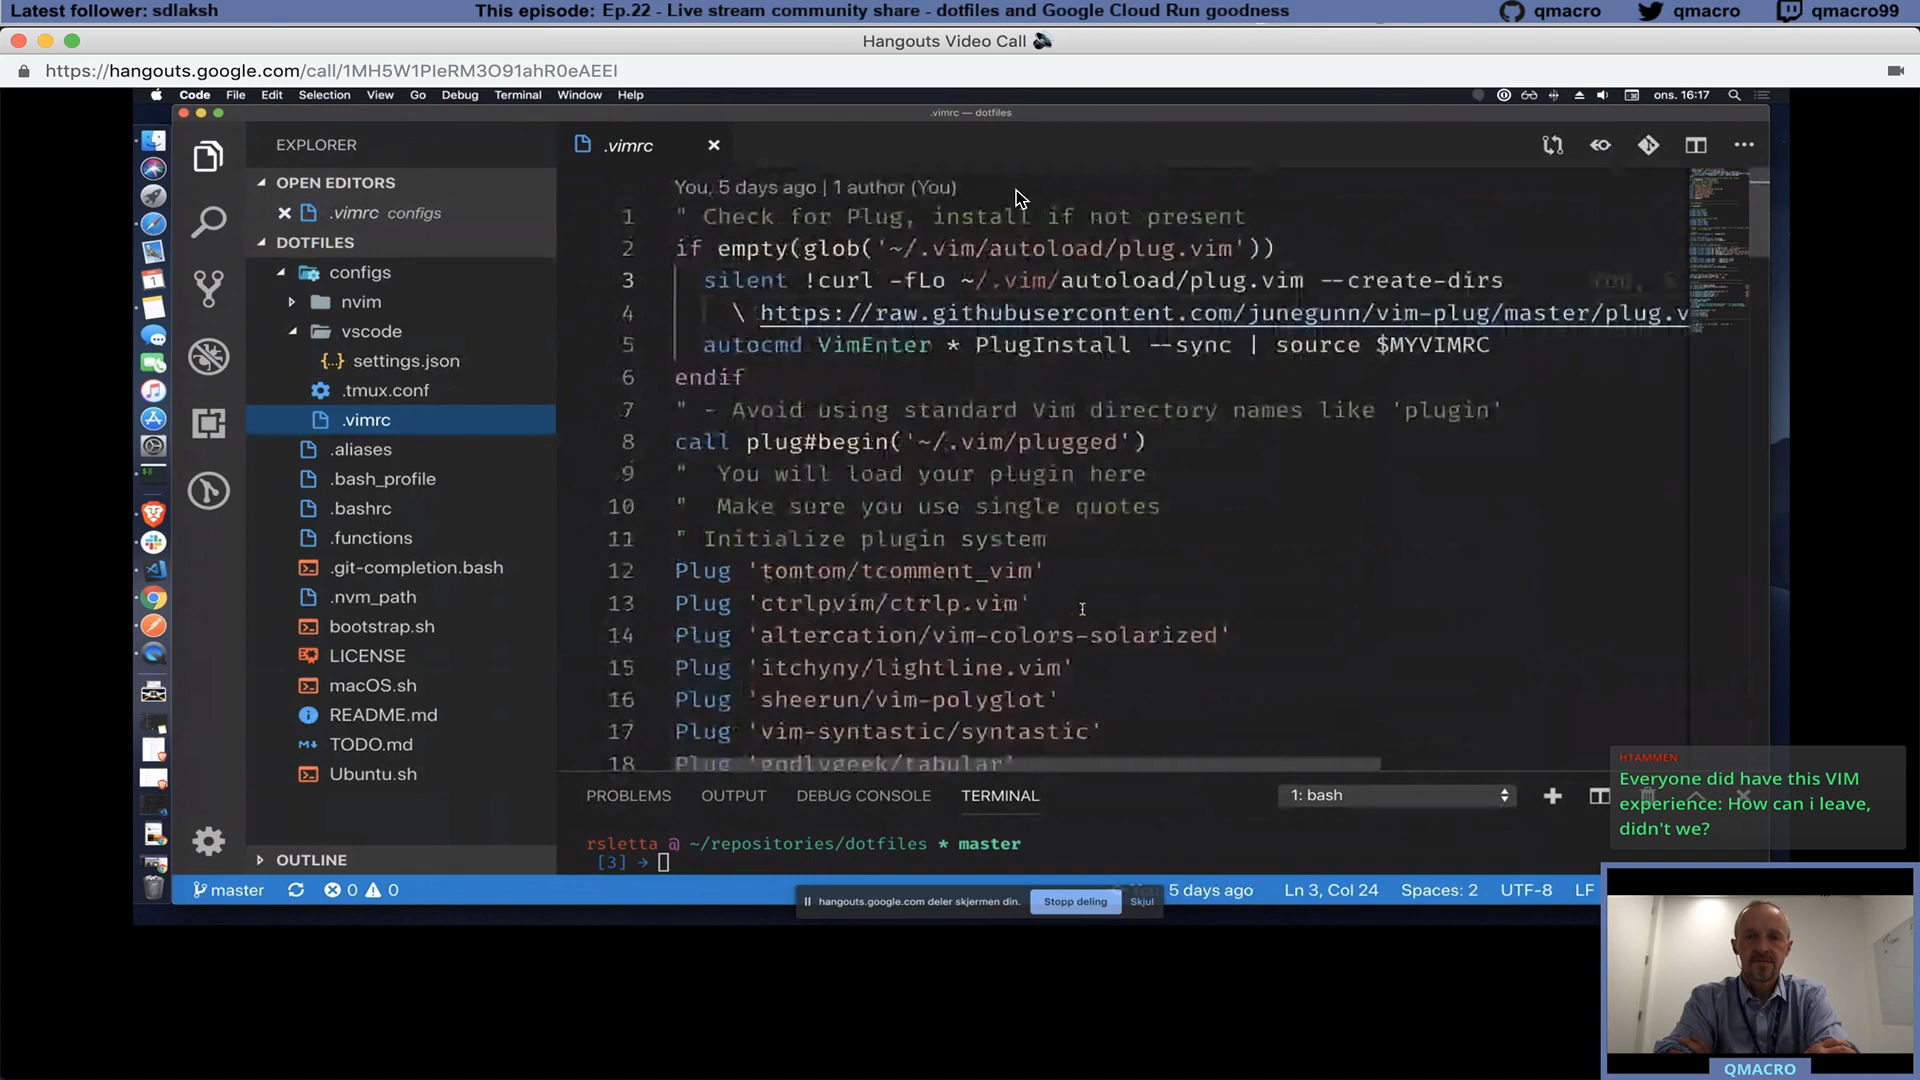 Latest follower: sdlaksh
This episode: Ep.22 - Live stream community share - dotfiles and Google Cloud Run goodness
qmacro
qmacro
qmacro99
Hangouts Video Call
https://hangouts.google.com/call/1MH5W1PIeRM3O91ahR0eAEEI
Code File Edit Selection View Go Debug Terminal Window Help
ons. 16:17
.vimrc — dotfiles
EXPLORER
OPEN EDITORS
.vimrc configs
DOTFILES
configs
nvim
vscode
settings.json
.tmux.conf
.vimrc
.aliases
.bash_profile
.bashrc
.functions
.git-completion.bash
.nvm_path
bootstrap.sh
LICENSE
macOS.sh
README.md
TODO.md
Ubuntu.sh
OUTLINE
.vimrc
You, 5 days ago | 1 author (You)
1 " Check for Plug, install if not present
2 if empty(glob('~/.vim/autoload/plug.vim'))
3 silent !curl -fLo ~/.vim/autoload/plug.vim --create-dirs
4 \ https://raw.githubusercontent.com/junegunn/vim-plug/master/plug.v
5 autocmd VimEnter * PlugInstall --sync | source $MYVIMRC
6 endif
7 " - Avoid using standard Vim directory names like 'plugin'
8 call plug#begin('~/.vim/plugged')
9 " You will load your plugin here
10 " Make sure you use single quotes
11 " Initialize plugin system
12 Plug 'tomtom/tcomment_vim'
13 Plug 'ctrlpvim/ctrlp.vim'
14 Plug 'altercation/vim-colors-solarized'
15 Plug 'itchyny/lightline.vim'
16 Plug 'sheerun/vim-polyglot'
17 Plug 'vim-syntastic/syntastic'
18 Plug 'godlygeek/tabular'
PROBLEMS OUTPUT DEBUG CONSOLE TERMINAL
1: bash
rsletta @ ~/repositories/dotfiles * master
[3] →
HTAMMEN
Everyone did have this VIM
experience: How can i leave,
didn't we?
master 0 0
5 days ago Ln 3, Col 24 Spaces: 2 UTF-8 LF
hangouts.google.com deler skjermen din. Stopp deling Skjul
QMACRO